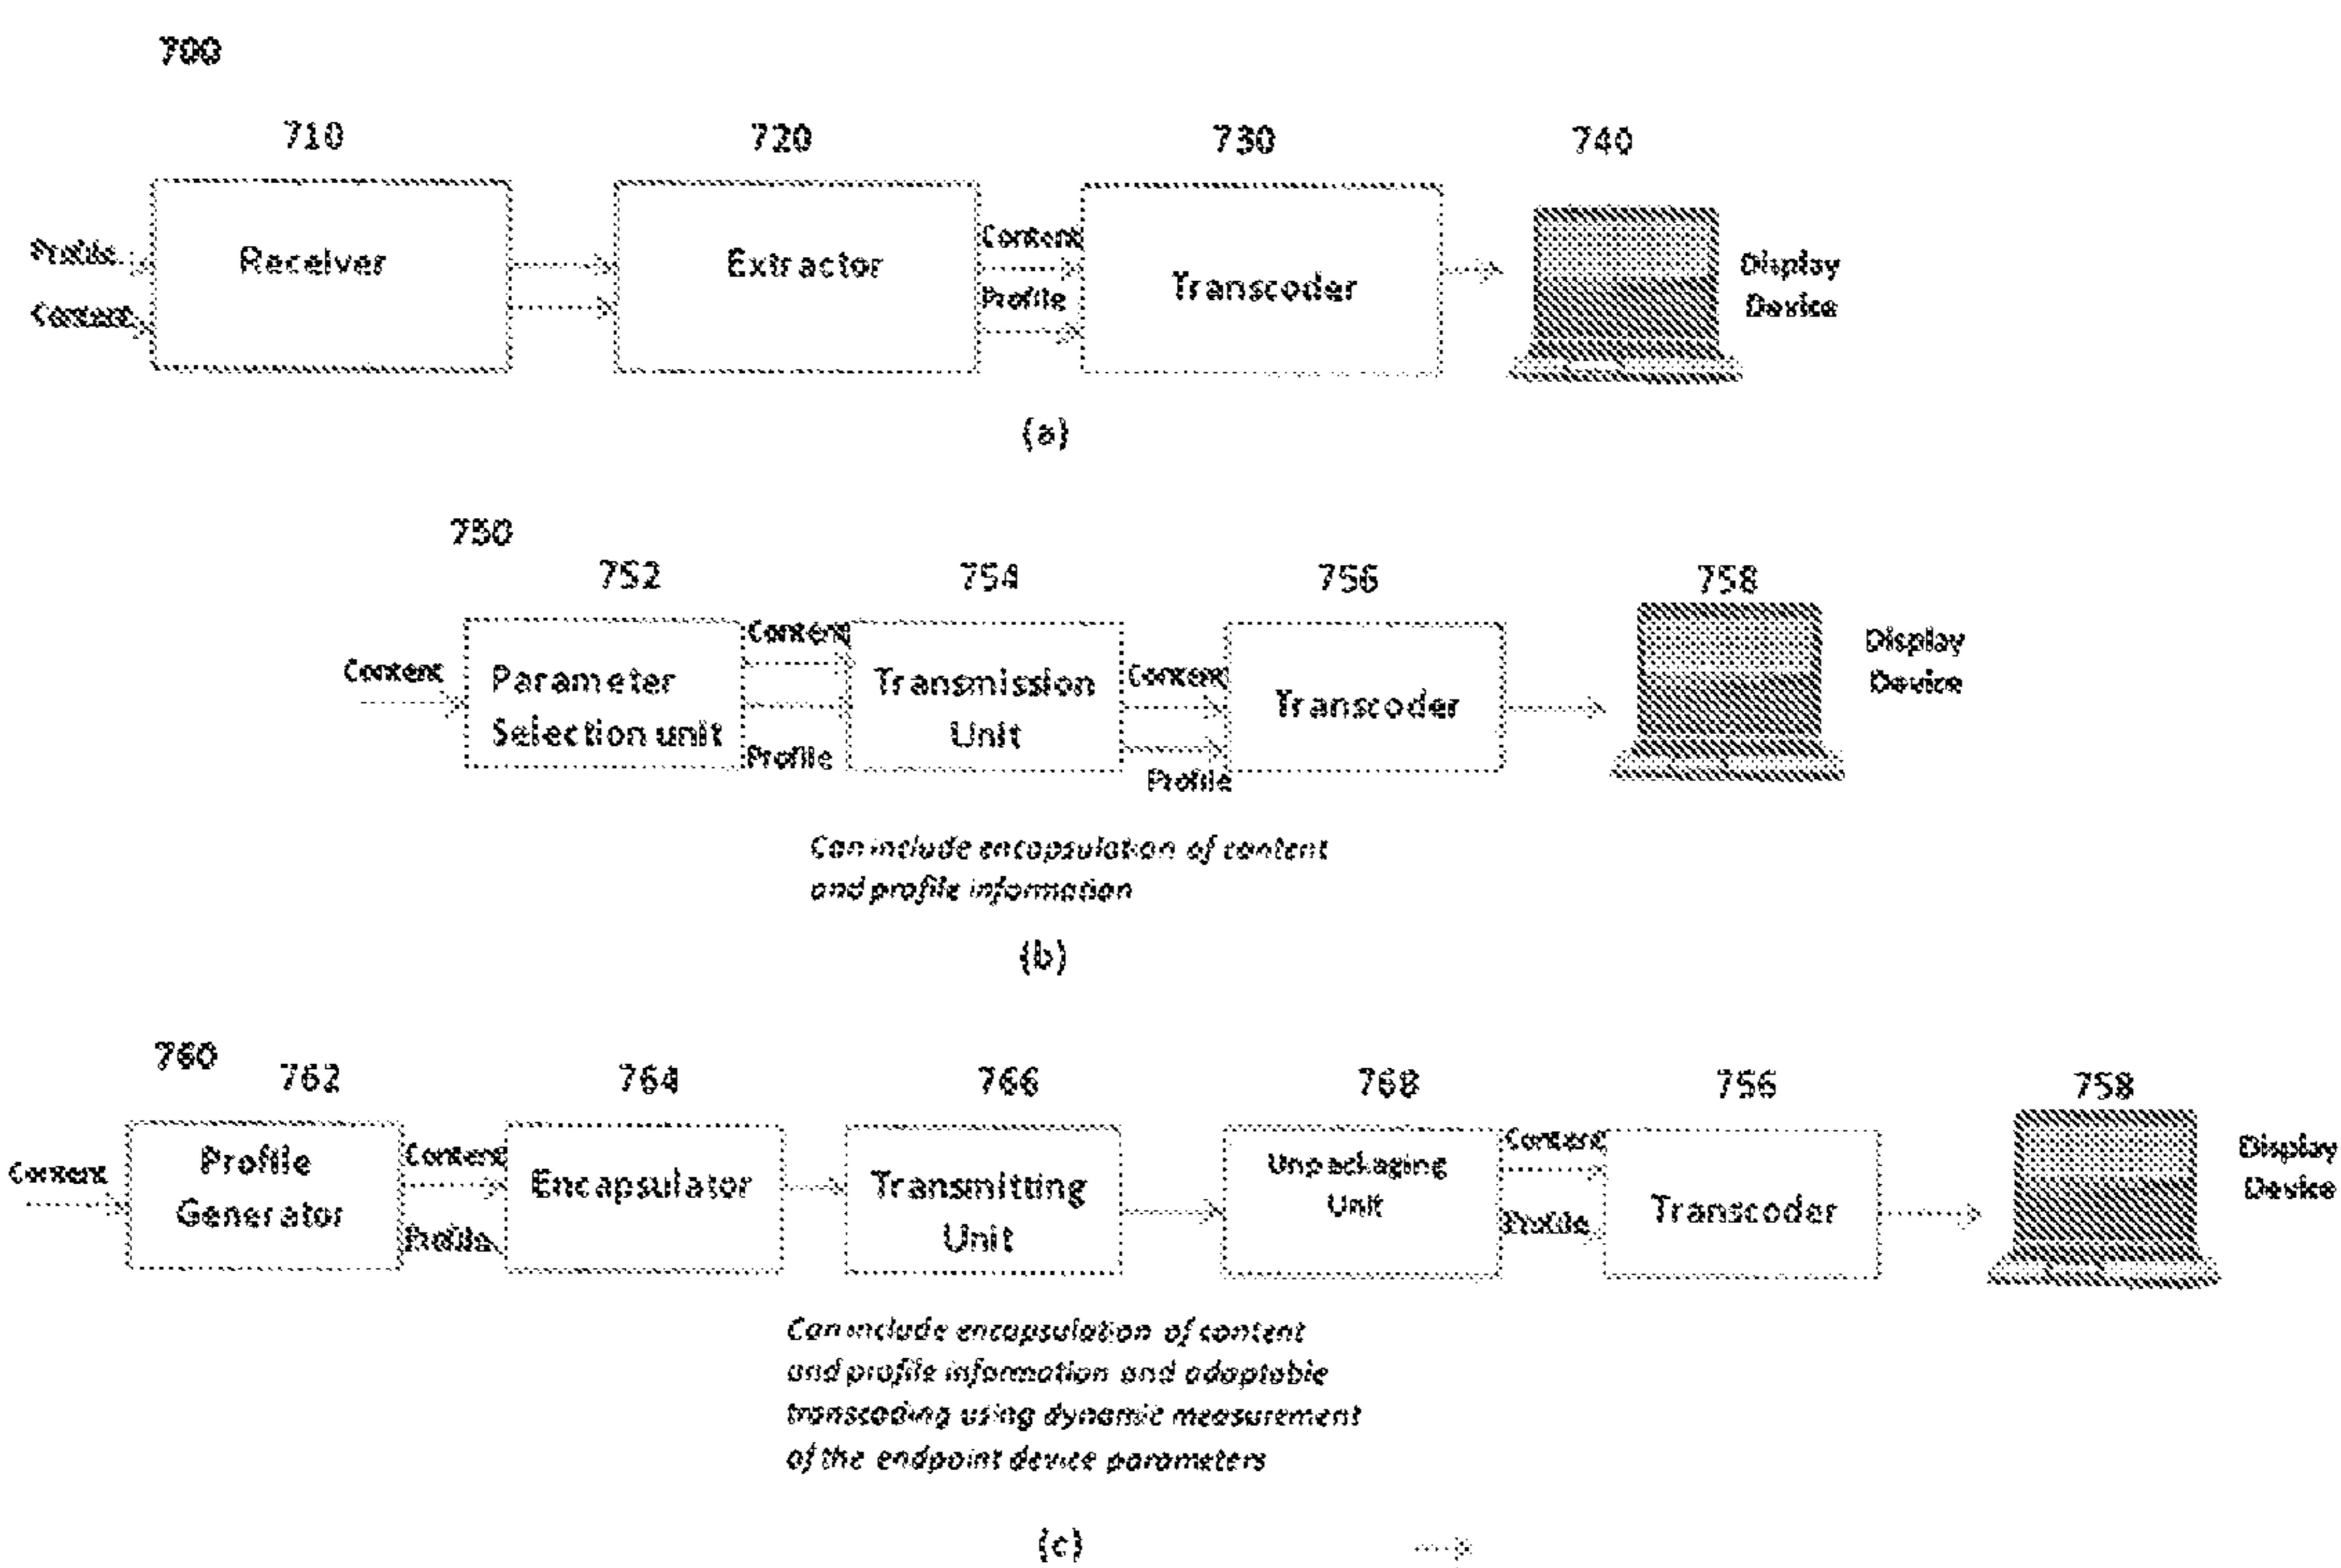 700
710
720
730
740
Profile
Content
Receiver
Extractor
Content
Profile
Transcoder
Display
Device
(a)
750
752
754
756
758
Content
Parameter
Selection unit
Content
Profile
Transmission
Unit
Content
Profile
Transcoder
Display
Device
Can include encapsulation of content
and profile information
(b)
760
762
764
766
768
756
758
Content
Profile
Generator
Content
Profile
Encapsulator
Transmitting
Unit
Unpackaging
Unit
Content
Profile
Transcoder
Display
Device
Can include encapsulation of content
and profile information and adaptable
transcoding using dynamic measurement
of the endpoint device parameters
(c)